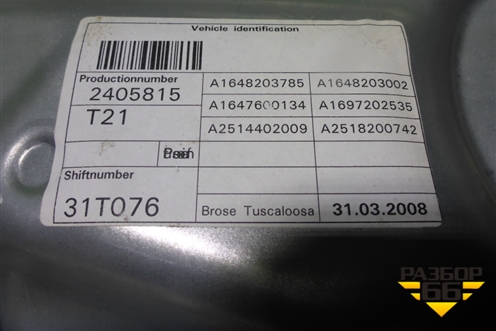 Vehicle identification
Productionnumber
2405815
T21
A1648203785 A1648203002
A1647600134 A1697202535
A2514402009 A2518200742
Shiftnumber
31T076
Brose Tuscaloosa 31.03.2008
РАЗБОР
66